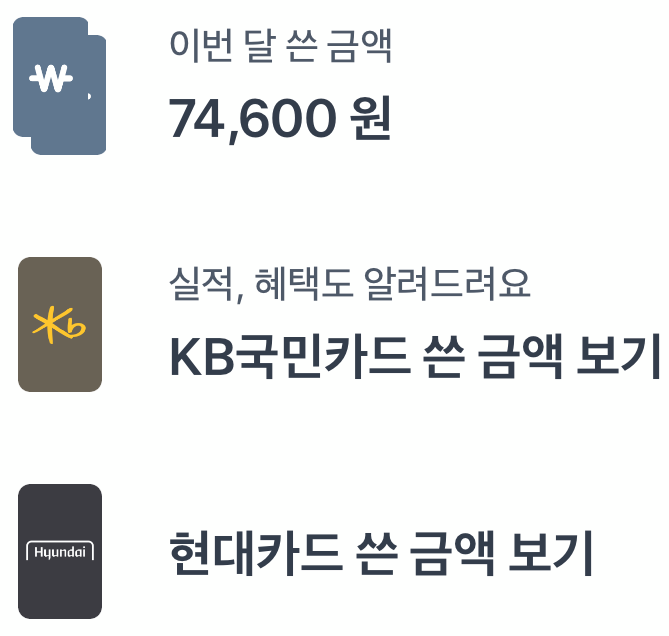 이번 달 쓴 금액
74,600 원
실적, 혜택도 알려드려요
KB국민카드 쓴 금액 보기
Hyundai
현대카드 쓴 금액 보기